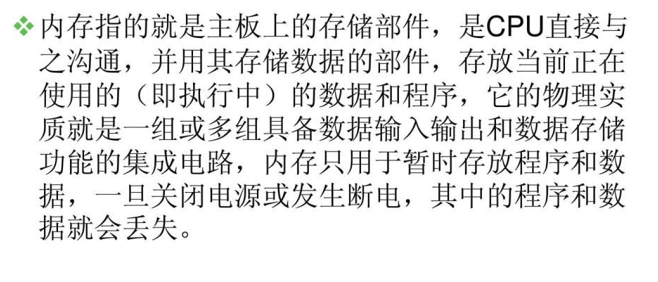 ❖内存指的就是主板上的存储部件，是CPU直接与
之沟通，并用其存储数据的部件，存放当前正在
使用的（即执行中）的数据和程序，它的物理实
质就是一组或多组具备数据输入输出和数据存储
功能的集成电路，内存只用于暂时存放程序和数
据，一旦关闭电源或发生断电，其中的程序和数
据就会丢失。